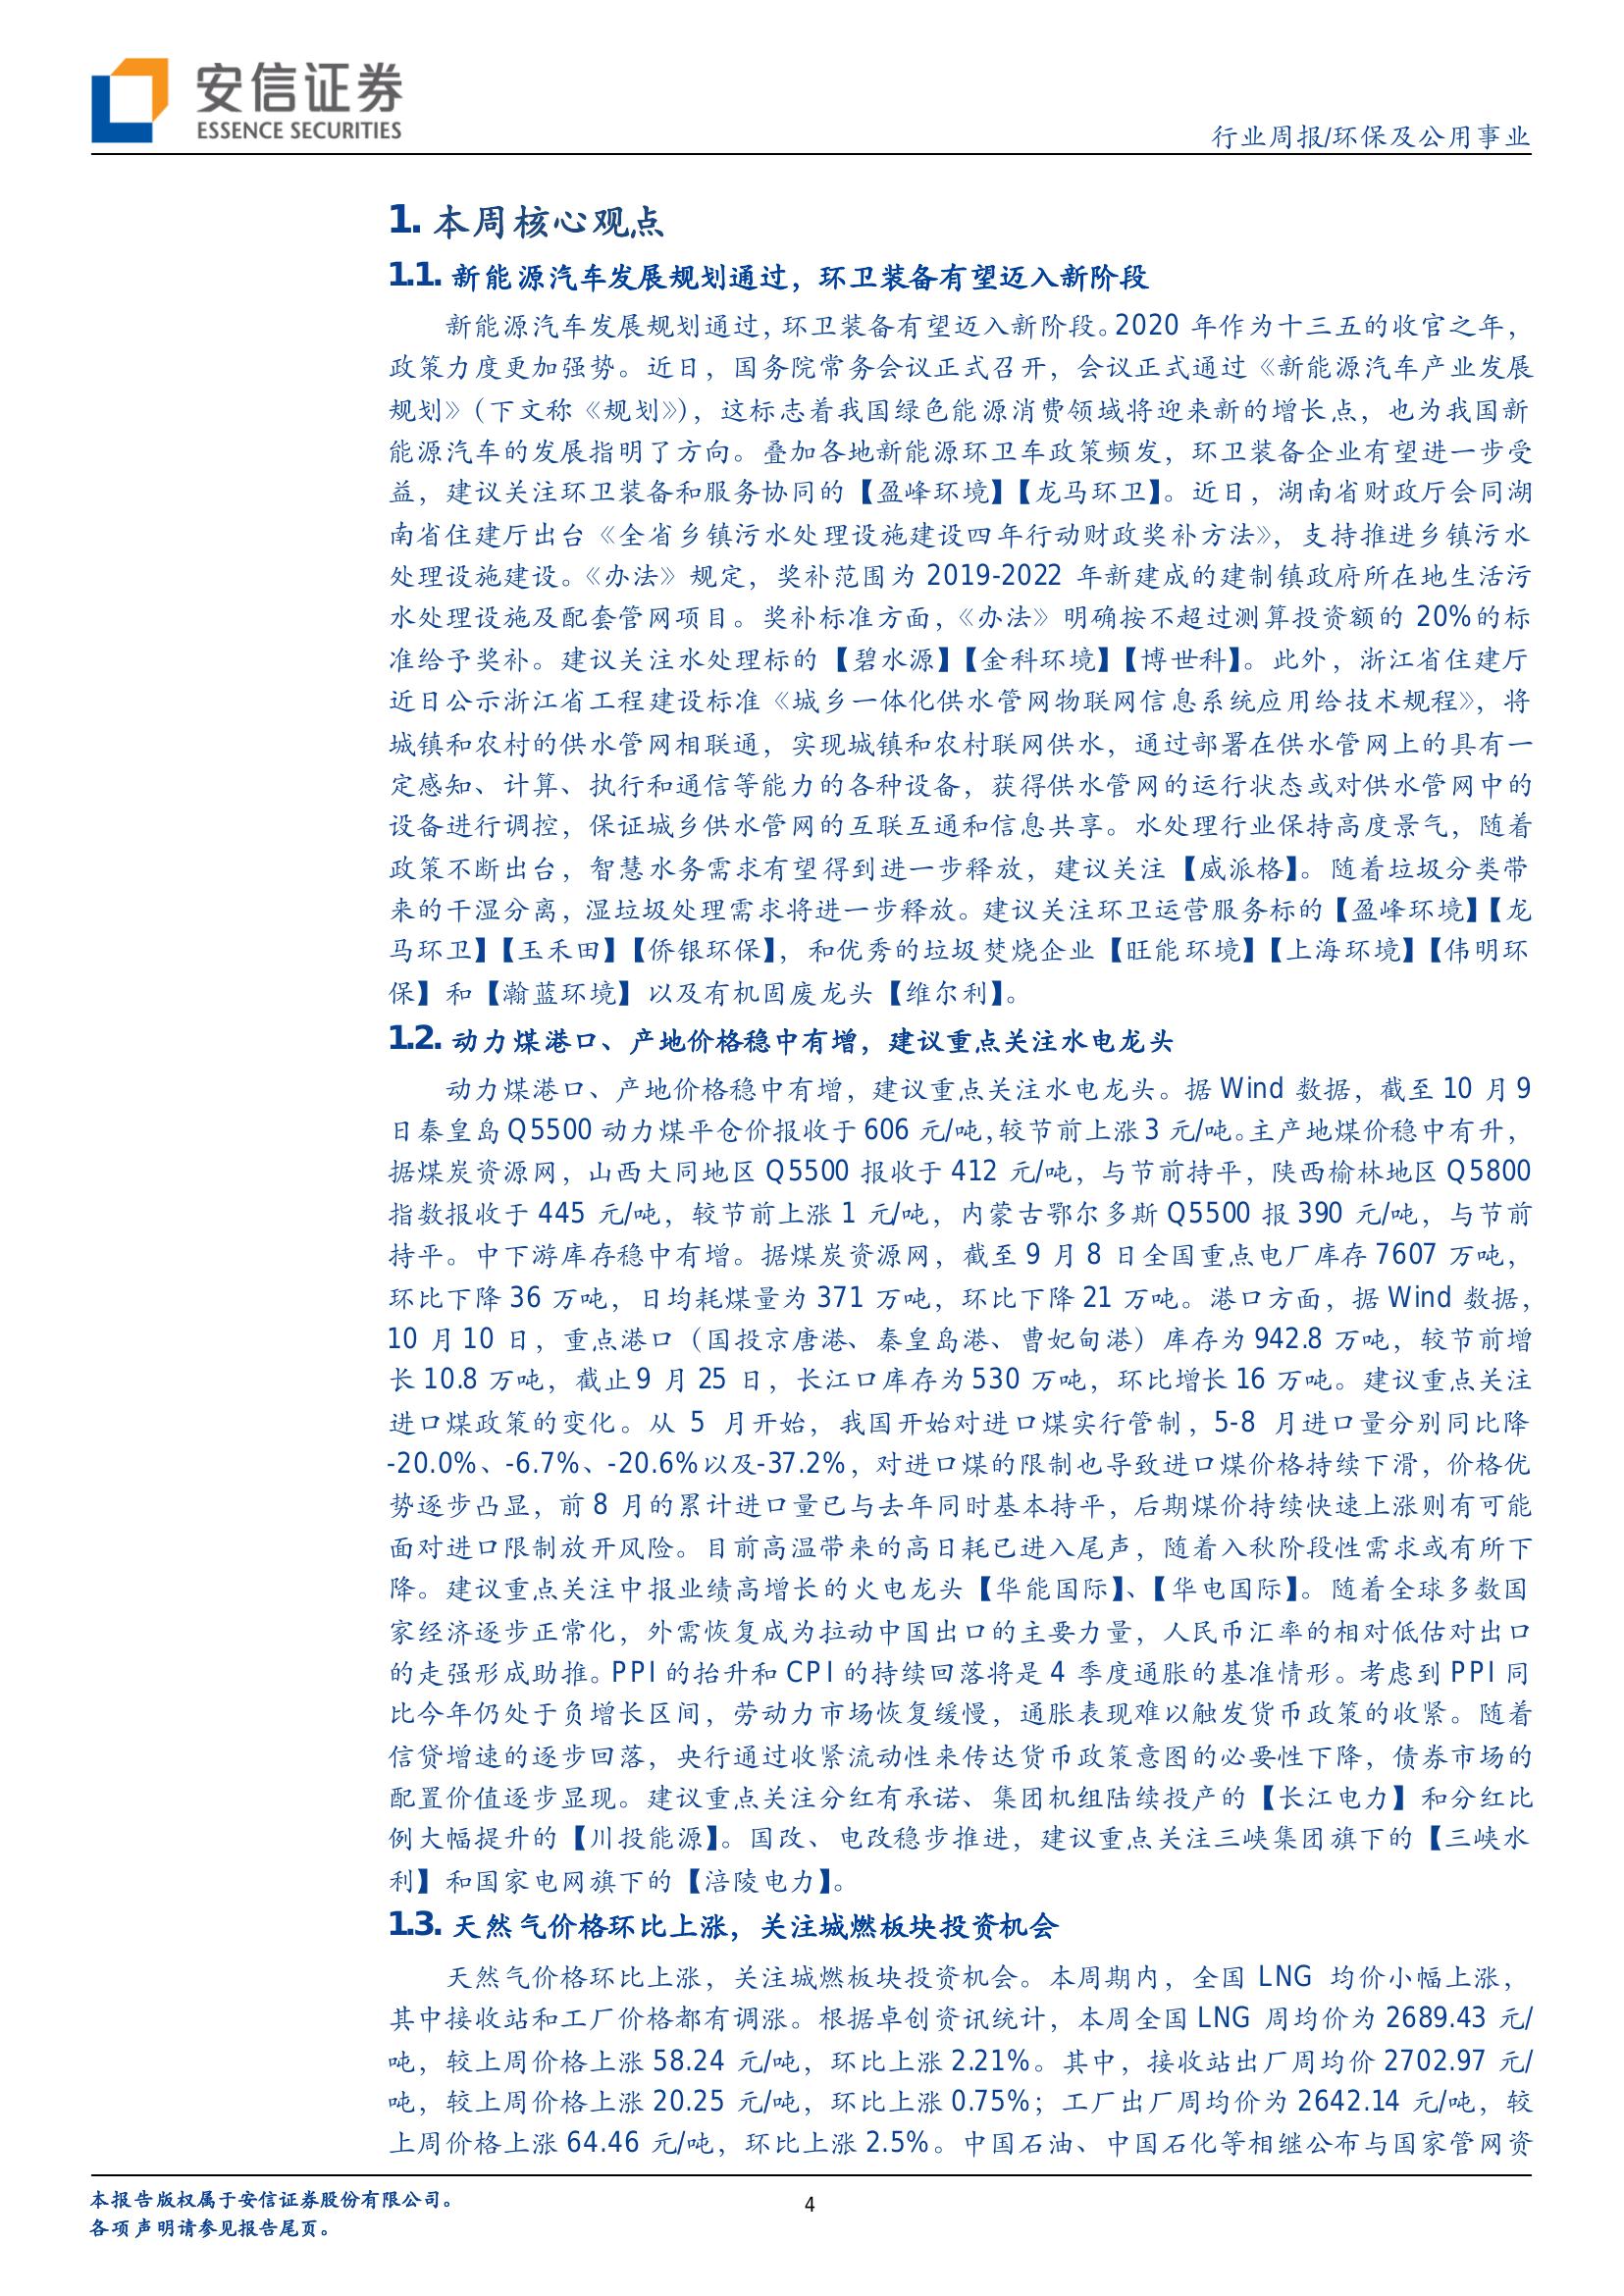 安信证券
ESSENCE SECURITIES
行业周报/环保及公用事业
1. 本周核心观点
1.1. 新能源汽车发展规划通过，环卫装备有望迈入新阶段
新能源汽车发展规划通过，环卫装备有望迈入新阶段。2020 年作为十三五的收官之年，
政策力度更加强势。近日，国务院常务会议正式召开，会议正式通过《新能源汽车产业发展
规划》（下文称《规划》），这标志着我国绿色能源消费领域将迎来新的增长点，也为我国新
能源汽车的发展指明了方向。叠加各地新能源环卫车政策频发，环卫装备企业有望进一步受
益，建议关注环卫装备和服务协同的【盈峰环境】【龙马环卫】。近日，湖南省财政厅会同湖
南省住建厅出台《全省乡镇污水处理设施建设四年行动财政奖补方法》，支持推进乡镇污水
处理设施建设。《办法》规定，奖补范围为 2019-2022 年新建成的建制镇政府所在地生活污
水处理设施及配套管网项目。奖补标准方面，《办法》明确按不超过测算投资额的 20%的标
准给予奖补。建议关注水处理标的【碧水源】【金科环境】【博世科】。此外，浙江省住建厅
近日公示浙江省工程建设标准《城乡一体化供水管网物联网信息系统应用给技术规程》，将
城镇和农村的供水管网相联通，实现城镇和农村联网供水，通过部署在供水管网上的具有一
定感知、计算、执行和通信等能力的各种设备，获得供水管网的运行状态或对供水管网中的
设备进行调控，保证城乡供水管网的互联互通和信息共享。水处理行业保持高度景气，随着
政策不断出台，智慧水务需求有望得到进一步释放，建议关注【威派格】。随着垃圾分类带
来的干湿分离，湿垃圾处理需求将进一步释放。建议关注环卫运营服务标的【盈峰环境】【龙
马环卫】【玉禾田】【侨银环保】，和优秀的垃圾焚烧企业【旺能环境】【上海环境】【伟明环
保】和【瀚蓝环境】以及有机固废龙头【维尔利】。
1.2. 动力煤港口、产地价格稳中有增，建议重点关注水电龙头
动力煤港口、产地价格稳中有增，建议重点关注水电龙头。据 Wind 数据，截至 10 月 9
日秦皇岛 Q5500 动力煤平仓价报收于 606 元/吨，较节前上涨 3 元/吨。主产地煤价稳中有升，
据煤炭资源网，山西大同地区 Q5500 报收于 412 元/吨，与节前持平，陕西榆林地区 Q5800
指数报收于 445 元/吨，较节前上涨 1 元/吨，内蒙古鄂尔多斯 Q5500 报 390 元/吨，与节前
持平。中下游库存稳中有增。据煤炭资源网，截至 9 月 8 日全国重点电厂库存 7607 万吨，
环比下降 36 万吨，日均耗煤量为 371 万吨，环比下降 21 万吨。港口方面，据 Wind 数据，
10 月 10 日，重点港口（国投京唐港、秦皇岛港、曹妃甸港）库存为 942.8 万吨，较节前增
长 10.8 万吨，截止 9 月 25 日，长江口库存为 530 万吨，环比增长 16 万吨。建议重点关注
进口煤政策的变化。从 5 月开始，我国开始对进口煤实行管制，5-8 月进口量分别同比降
-20.0%、-6.7%、-20.6%以及-37.2%，对进口煤的限制也导致进口煤价格持续下滑，价格优
势逐步凸显，前 8 月的累计进口量已与去年同时基本持平，后期煤价持续快速上涨则有可能
面对进口限制放开风险。目前高温带来的高日耗已进入尾声，随着入秋阶段性需求或有所下
降。建议重点关注中报业绩高增长的火电龙头【华能国际】、【华电国际】。随着全球多数国
家经济逐步正常化，外需恢复成为拉动中国出口的主要力量，人民币汇率的相对低估对出口
的走强形成助推。PPI 的抬升和 CPI 的持续回落将是 4 季度通胀的基准情形。考虑到 PPI 同
比今年仍处于负增长区间，劳动力市场恢复缓慢，通胀表现难以触发货币政策的收紧。随着
信贷增速的逐步回落，央行通过收紧流动性来传达货币政策意图的必要性下降，债券市场的
配置价值逐步显现。建议重点关注分红有承诺、集团机组陆续投产的【长江电力】和分红比
例大幅提升的【川投能源】。国改、电改稳步推进，建议重点关注三峡集团旗下的【三峡水
利】和国家电网旗下的【涪陵电力】。
1.3. 天然气价格环比上涨，关注城燃板块投资机会
天然气价格环比上涨，关注城燃板块投资机会。本周期内，全国 LNG 均价小幅上涨，
其中接收站和工厂价格都有调涨。根据卓创资讯统计，本周全国 LNG 周均价为 2689.43 元/
吨，较上周价格上涨 58.24 元/吨，环比上涨 2.21%。其中，接收站出厂周均价 2702.97 元/
吨，较上周价格上涨 20.25 元/吨，环比上涨 0.75%；工厂出厂周均价为 2642.14 元/吨，较
上周价格上涨 64.46 元/吨，环比上涨 2.5%。中国石油、中国石化等相继公布与国家管网资
本报告版权属于安信证券股份有限公司。
各项声明请参见报告尾页。
4